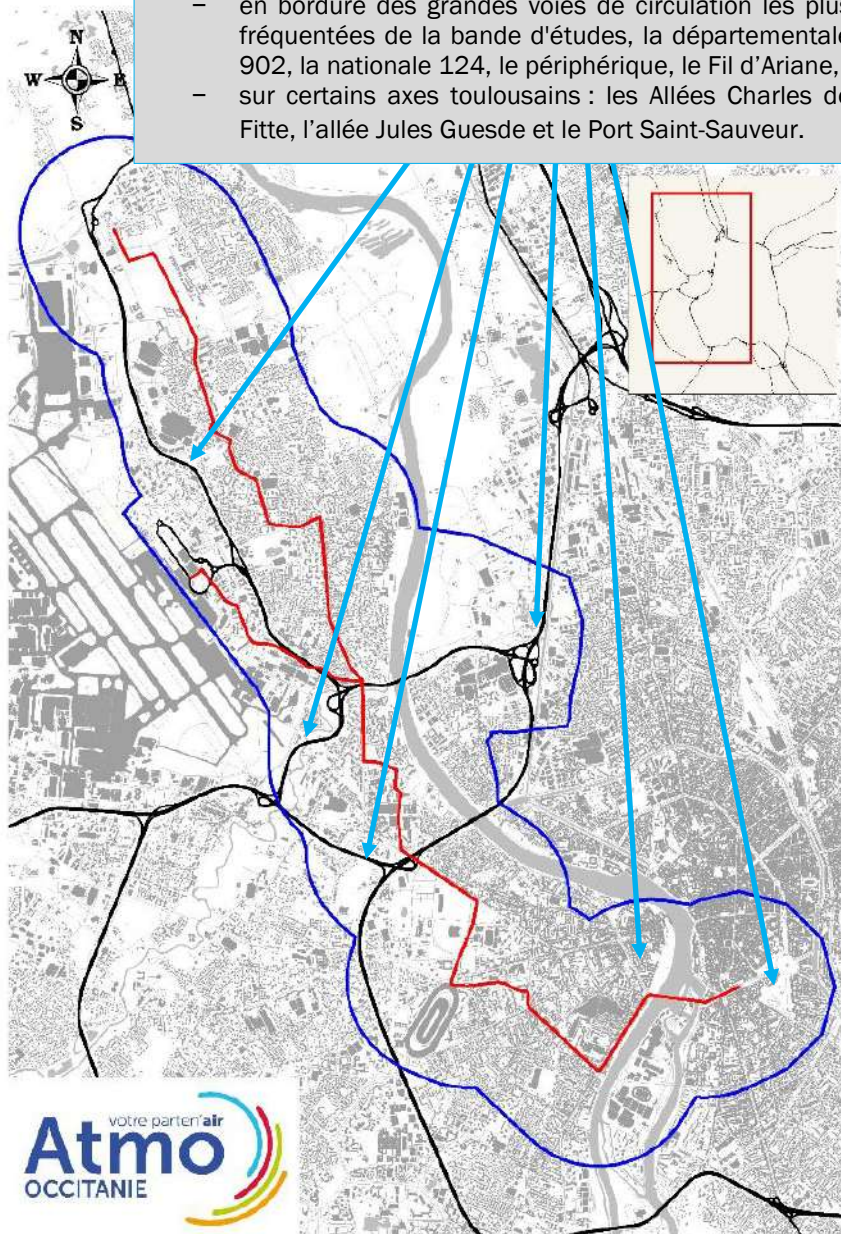 – en bordure des grandes voies de circulation les plus
fréquentées de la bande d'études, la départementale
902, la nationale 124, le périphérique, le Fil d’Ariane,
– sur certains axes toulousains : les Allées Charles de
Fitte, l’allée Jules Guesde et le Port Saint-Sauveur.
N
W E
S
votre parten'air
Atmo
OCCITANIE